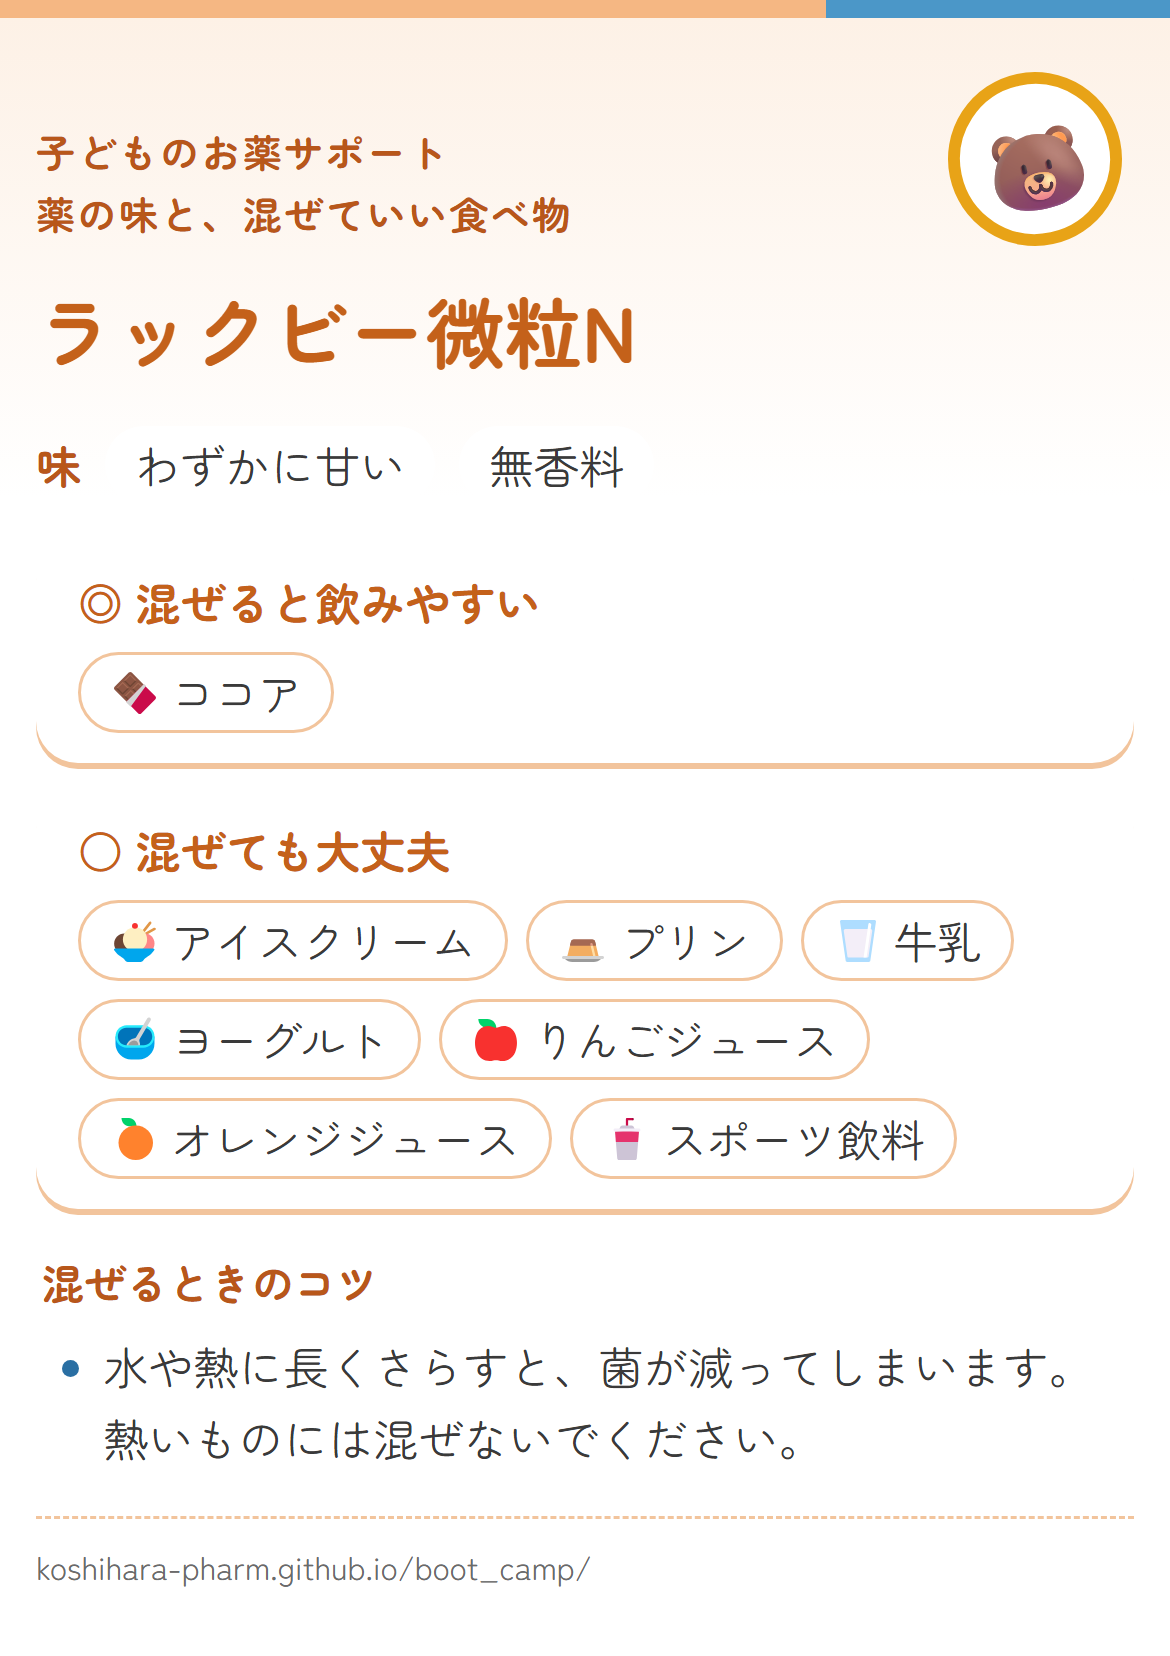 子どものお薬サポート
薬の味と、混ぜていい食べ物
ラックビー微粒N
味 わずかに甘い 無香料
◎ 混ぜると飲みやすい
ココア
○ 混ぜても大丈夫
アイスクリーム プリン 牛乳
ヨーグルト りんごジュース
オレンジジュース スポーツ飲料
混ぜるときのコツ
水や熱に長くさらすと、菌が減ってしまいます。
熱いものには混ぜないでください。
koshihara-pharm.github.io/boot_camp/